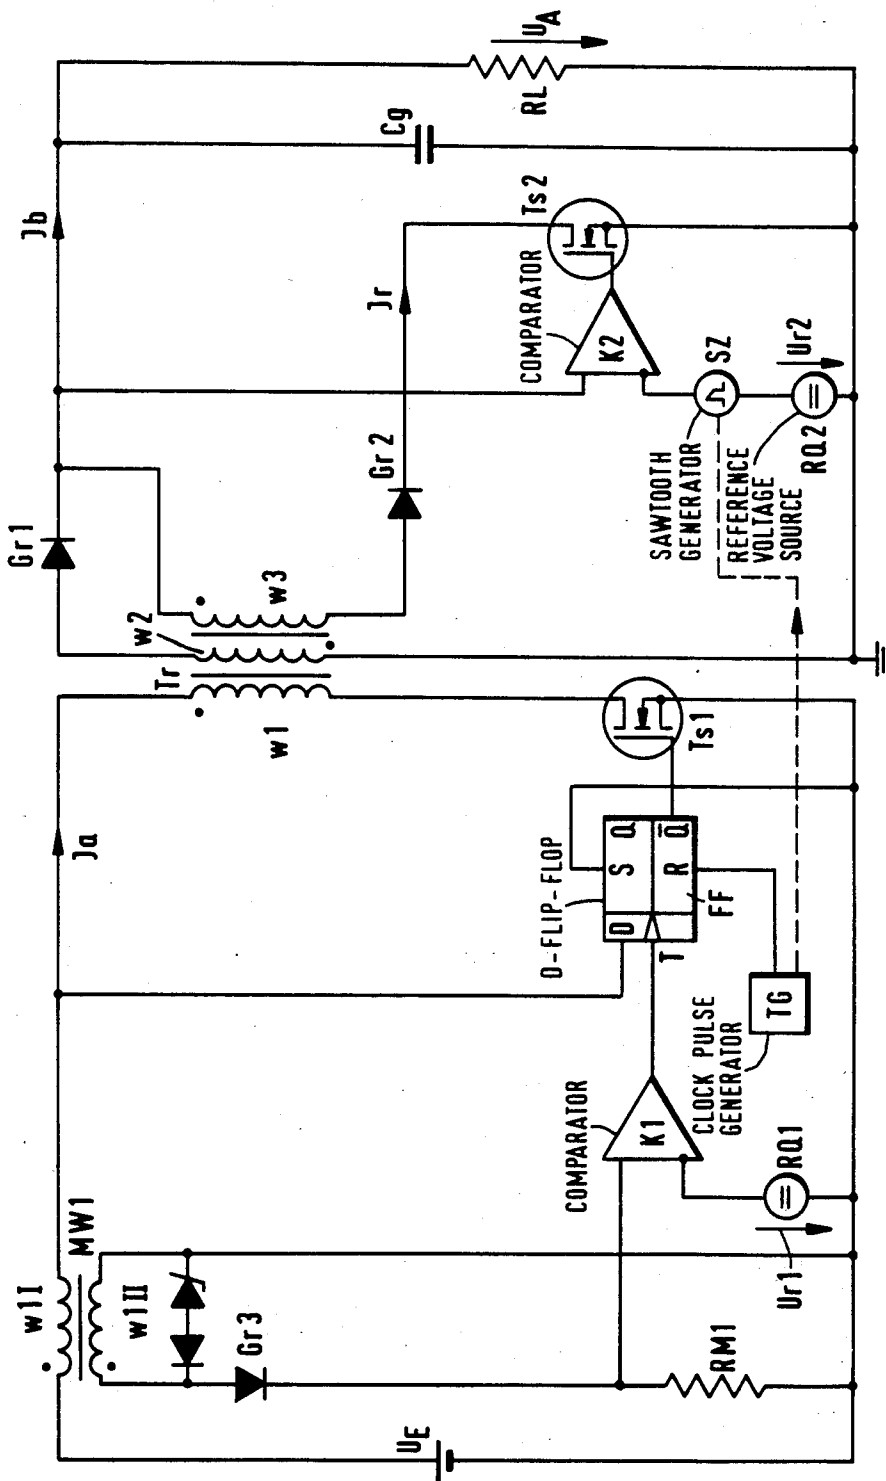 UE
w1I
MW1
w1II
Gr3
RM1
Ur1
RQ1
COMPARATOR
K1
CLOCK PULSE
GENERATOR
TG
D-FLIP-FLOP
D
S
Q
T
R
Q̅
FF
Ja
Ts1
w1
Tr
w2
w3
Gr1
Gr2
Jr
Jb
SAWTOOTH
GENERATOR
SZ
REFERENCE
VOLTAGE
SOURCE
RQ2
Ur2
COMPARATOR
K2
Ts2
Cg
RL
UA